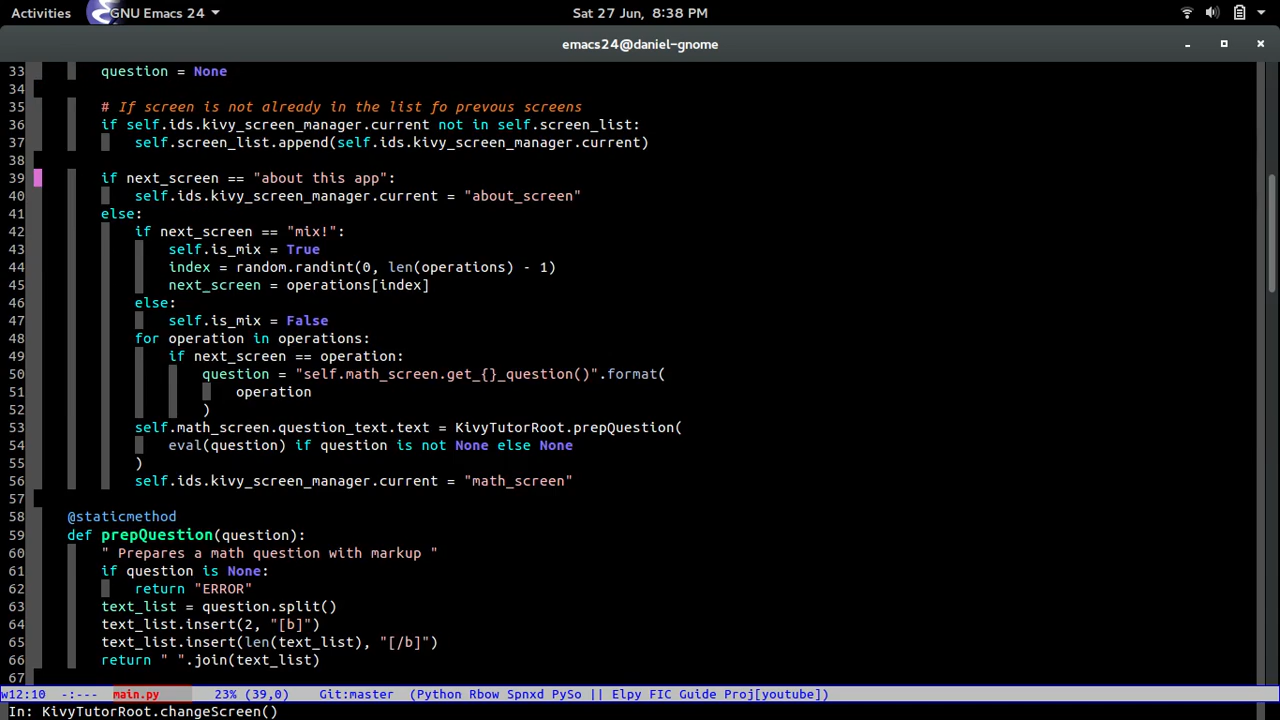 Activities GNU Emacs 24 Sat 27 Jun, 8:38 PM
emacs24@daniel-gnome
33 question = None
34
35 # If screen is not already in the list fo prevous screens
36 if self.ids.kivy_screen_manager.current not in self.screen_list:
37 self.screen_list.append(self.ids.kivy_screen_manager.current)
38
39 if next_screen == "about this app":
40 self.ids.kivy_screen_manager.current = "about_screen"
41 else:
42 if next_screen == "mix!":
43 self.is_mix = True
44 index = random.randint(0, len(operations) - 1)
45 next_screen = operations[index]
46 else:
47 self.is_mix = False
48 for operation in operations:
49 if next_screen == operation:
50 question = "self.math_screen.get_{}_question()".format(
51 operation
52 )
53 self.math_screen.question_text.text = KivyTutorRoot.prepQuestion(
54 eval(question) if question is not None else None
55 )
56 self.ids.kivy_screen_manager.current = "math_screen"
57
58 @staticmethod
59 def prepQuestion(question):
60 " Prepares a math question with markup "
61 if question is None:
62 return "ERROR"
63 text_list = question.split()
64 text_list.insert(2, "[b]")
65 text_list.insert(len(text_list), "[/b]")
66 return " ".join(text_list)
67
w12:10 -:--- main.py 23% (39,0) Git:master (Python Rbow Spnxd PySo || Elpy FIC Guide Proj[youtube])
In: KivyTutorRoot.changeScreen()